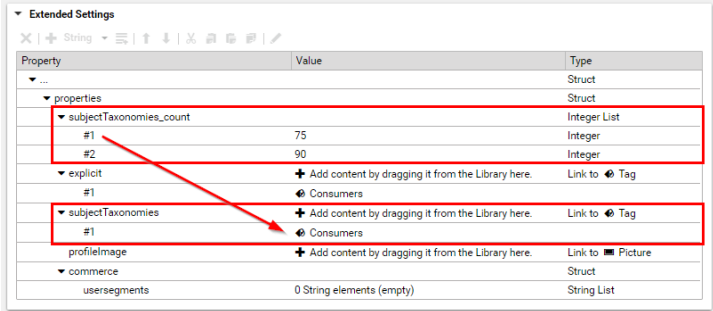 Extended Settings
String
Property Value Type
... Struct
properties Struct
subjectTaxonomies_count Integer List
#1 75 Integer
#2 90 Integer
explicit Add content by dragging it from the Library here. Link to Tag
#1 Consumers
subjectTaxonomies Add content by dragging it from the Library here. Link to Tag
#1 Consumers
profileImage Add content by dragging it from the Library here. Link to Picture
commerce Struct
usersegments 0 String elements (empty) String List